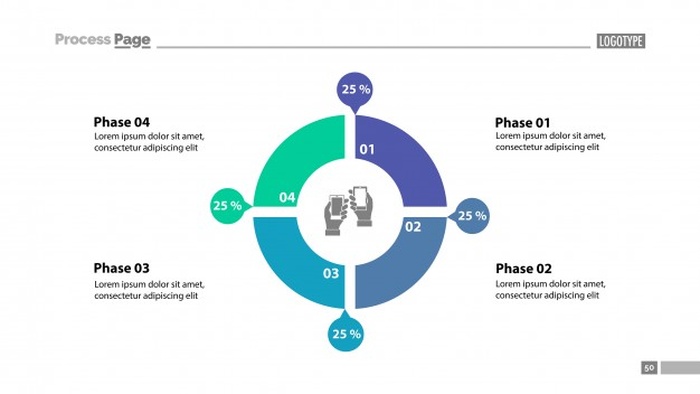 Process Page
LOGOTYPE
25 %
Phase 04
Lorem ipsum dolor sit amet,
consectetur adipiscing elit
Phase 01
Lorem ipsum dolor sit amet,
consectetur adipiscing elit
01
04
25 %
25 %
02
03
Phase 03
Lorem ipsum dolor sit amet,
consectetur adipiscing elit
Phase 02
Lorem ipsum dolor sit amet,
consectetur adipiscing elit
25 %
50